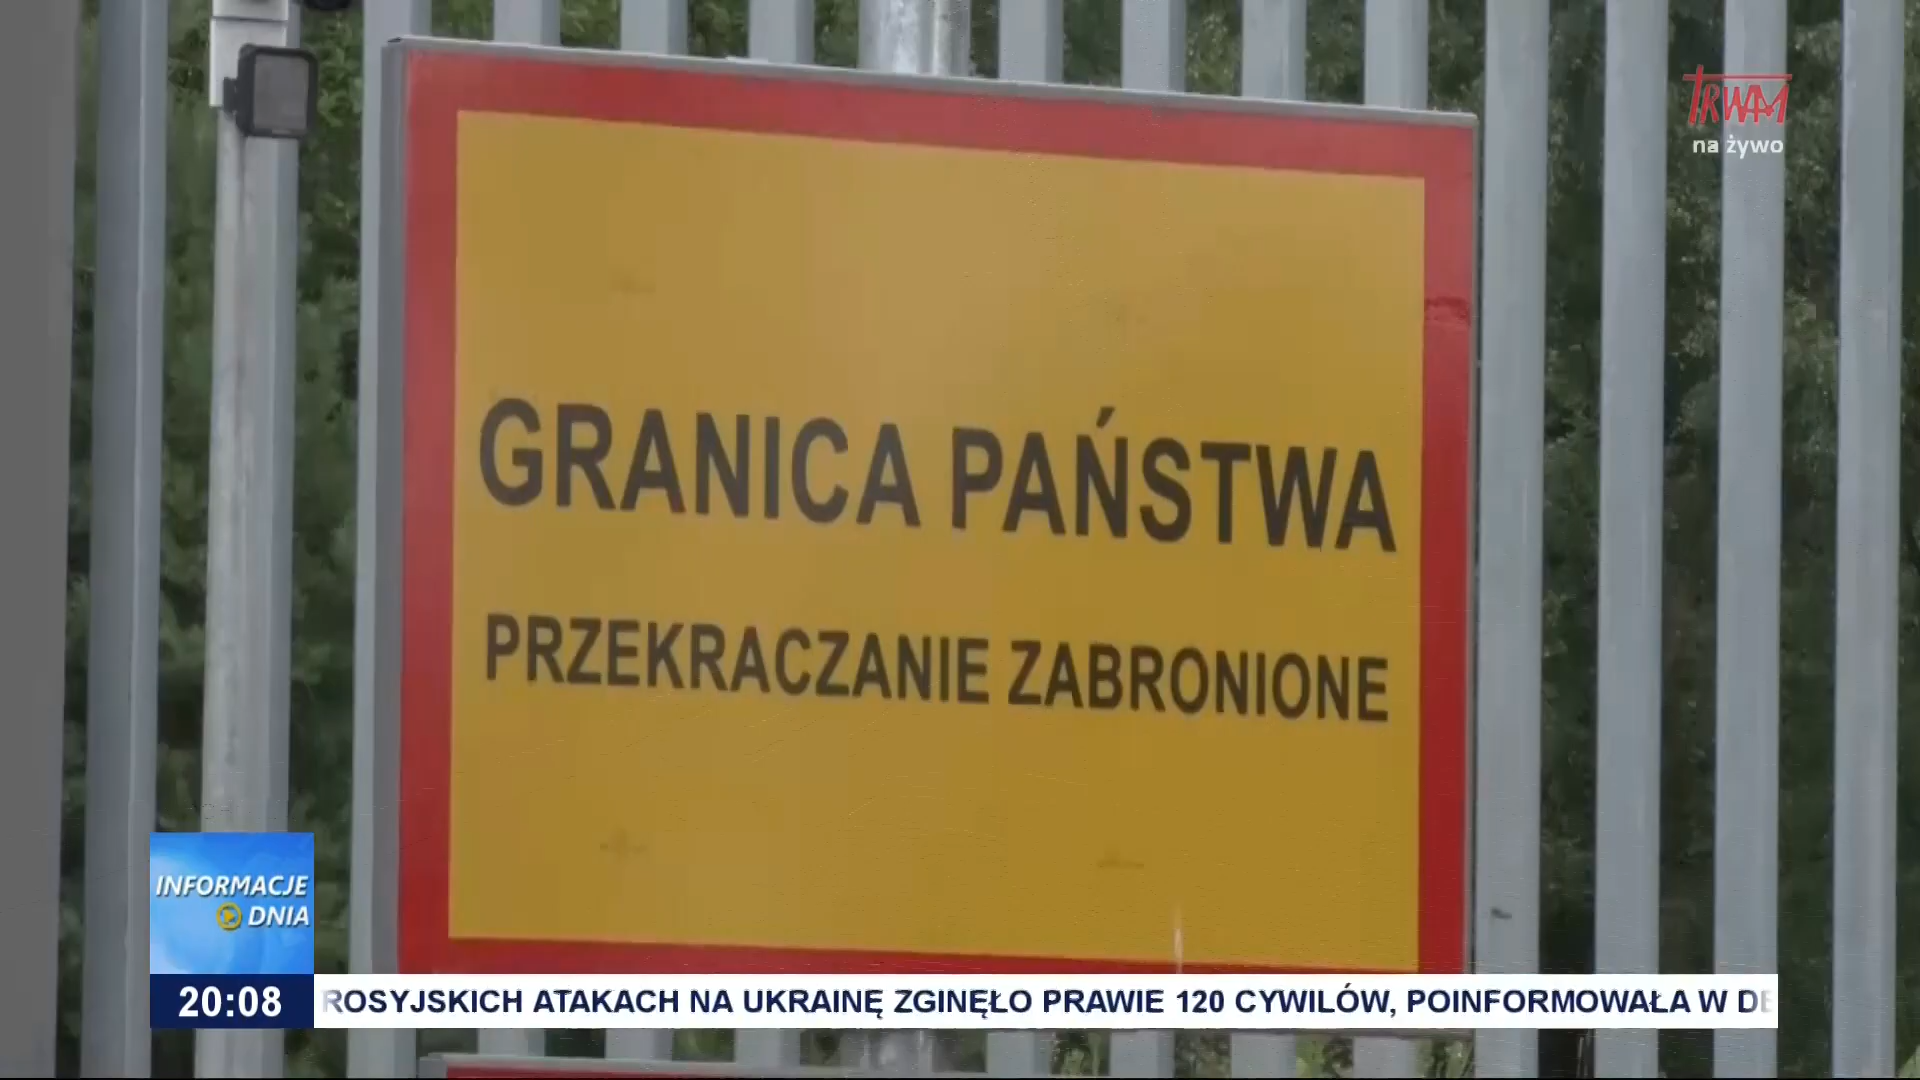 TRWAM
na żywo
GRANICA PAŃSTWA
PRZEKRACZANIE ZABRONIONE
INFORMACJE
DNIA
20:08 ROSYJSKICH ATAKACH NA UKRAINĘ ZGINĘŁO PRAWIE 120 CYWILÓW, POINFORMOWAŁA W